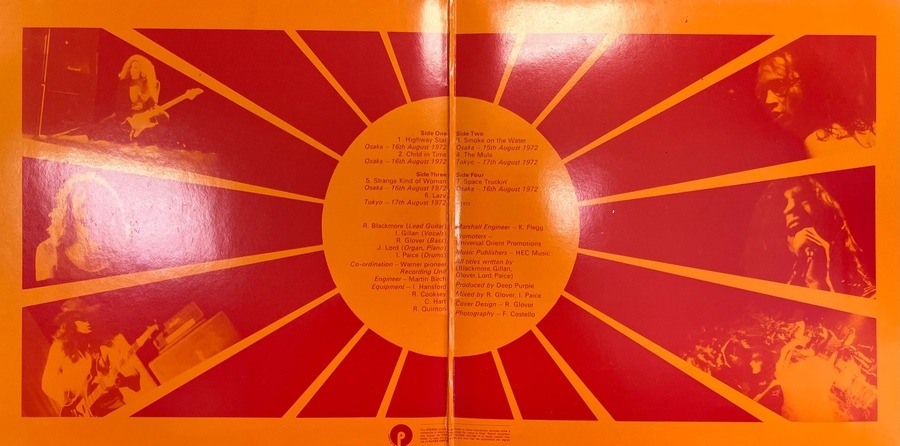 Side One
1. Highway Star
Osaka – 16th August 1972
2. Child in Time
Osaka – 16th August 1972
Side Three
5. Strange Kind of Woman
Osaka – 16th August 1972
6. Lazy
Tokyo – 17th August 1972
R. Blackmore (Lead Guitar)
I. Gillan (Vocals)
R. Glover (Bass)
J. Lord (Organ, Piano)
I. Paice (Drums)
Co-ordination – Warner pioneer
Recording Unit
Engineer – Martin Birch
Equipment – I. Hansford
R. Cooksey
C. Hart
R. Quinton
Side Two
Smoke on the Water
Osaka – 15th August 1972
4. The Mule
Tokyo – 17th August 1972
Side Four
7. Space Truckin'
Osaka – 16th August 1972
Marshall Engineer – K. Flegg
Promoters –
Universal Orient Promotions
Music Publishers – HEC Music
All titles written by
(Blackmore, Gillan,
Glover, Lord, Paice)
Produced by Deep Purple
Mixed by R. Glover, I. Paice
Cover Design – R. Glover
Photography – F. Costello